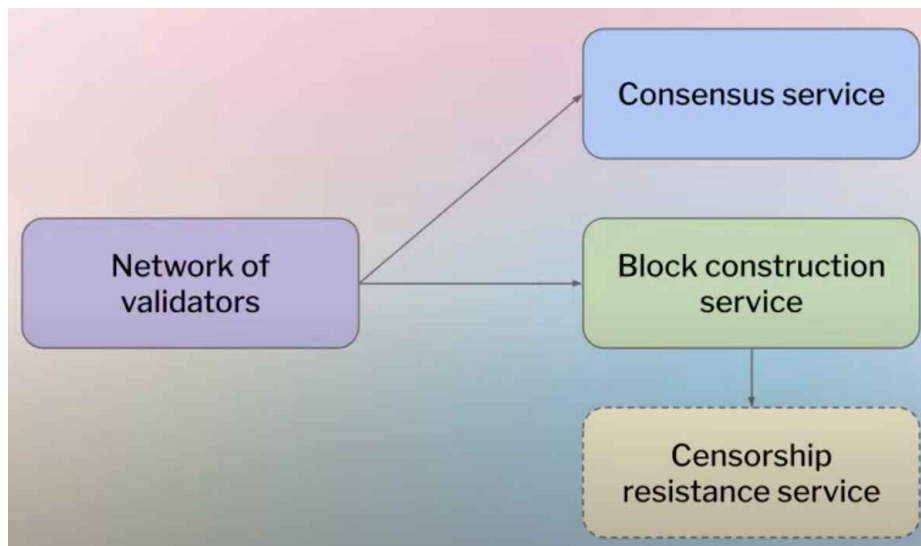 Consensus service
Network of
validators
Block construction
service
Censorship
resistance service